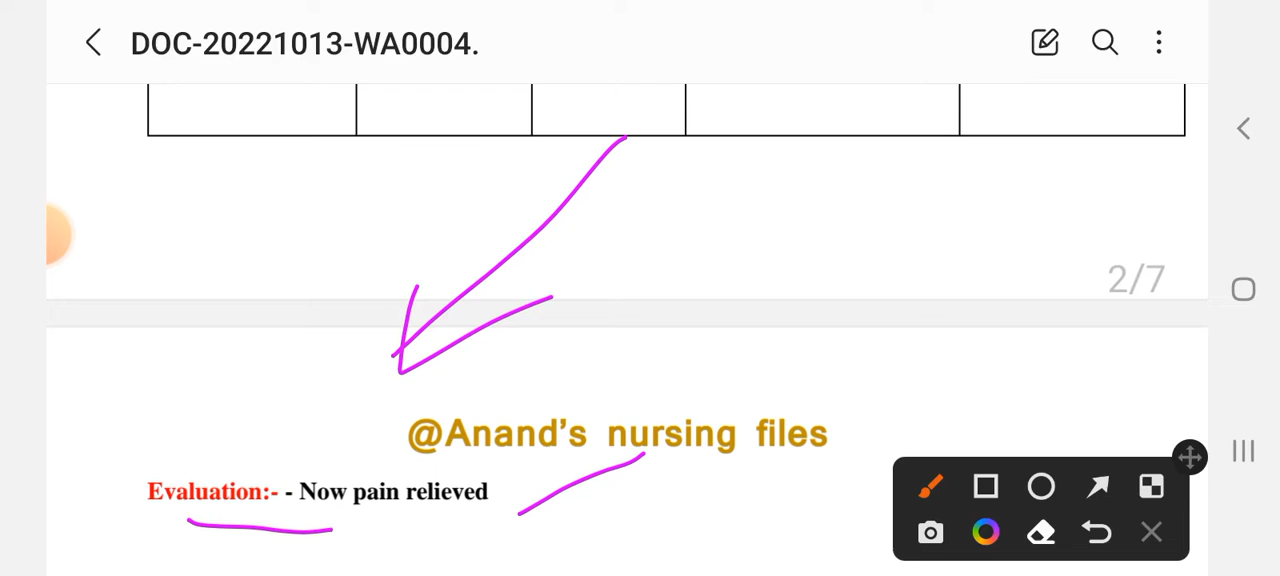 DOC-20221013-WA0004.
2/7
@Anand's nursing files
Evaluation:- - Now pain relieved